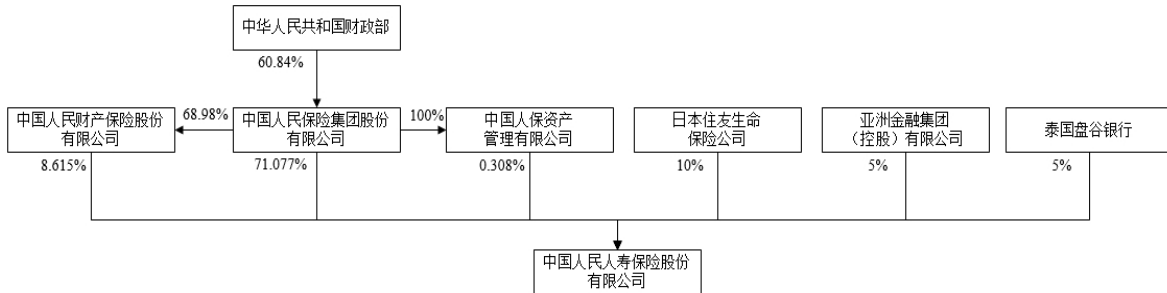 中华人民共和国财政部
60.84%
中国人民财产保险股份
有限公司
68.98%
中国人民保险集团股份
有限公司
100%
中国人保资产
管理有限公司
日本住友生命
保险公司
亚洲金融集团
（控股）有限公司
泰国盘谷银行
8.615%
71.077%
0.308%
10%
5%
5%
中国人民人寿保险股份
有限公司